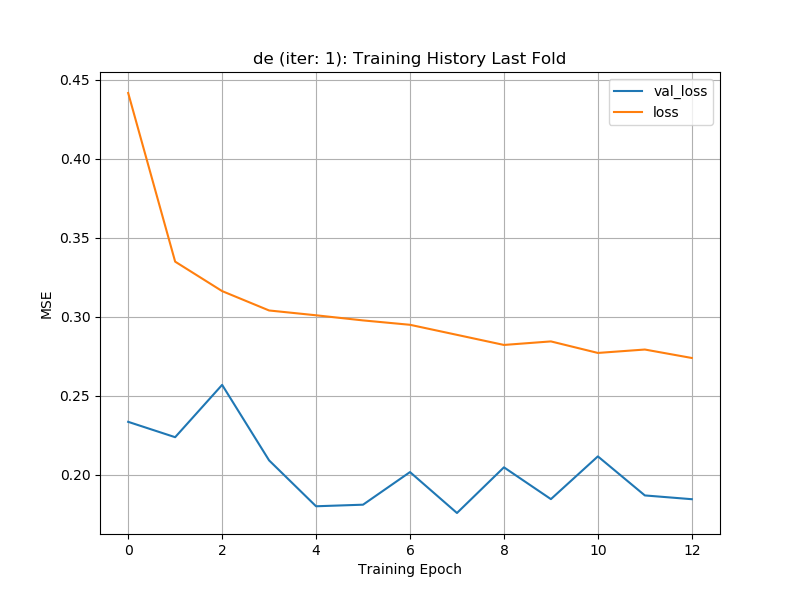 de (iter: 1): Training History Last Fold
val_loss
loss
MSE
0.45
0.40
0.35
0.30
0.25
0.20
0 2 4 6 8 10 12
Training Epoch